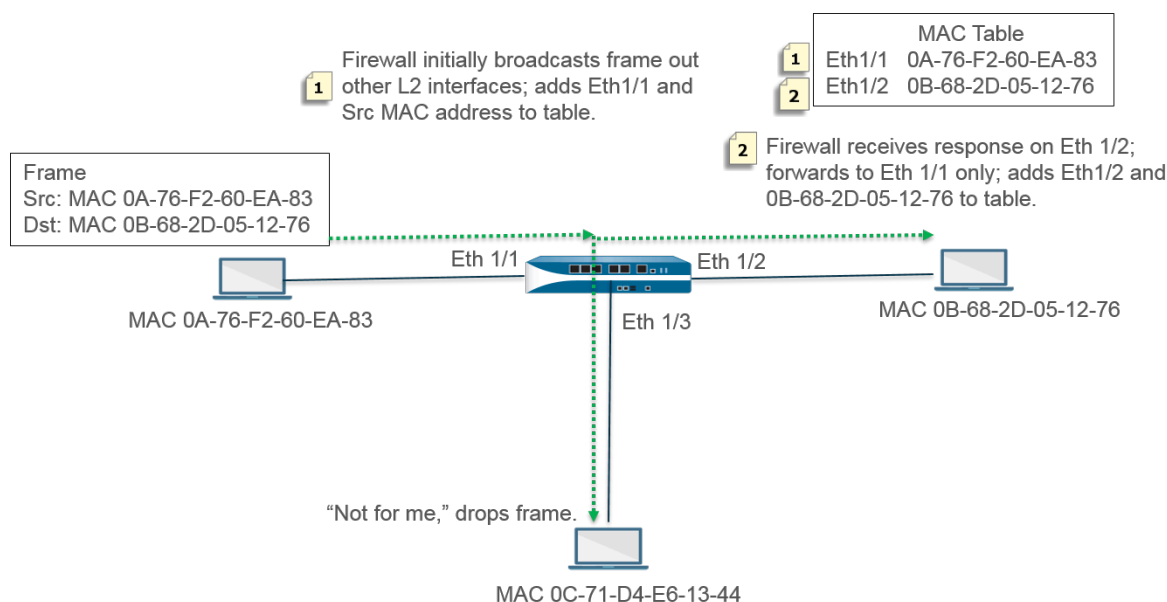 Firewall initially broadcasts frame out
1 other L2 interfaces; adds Eth1/1 and
Src MAC address to table.
MAC Table
1 Eth1/1 0A-76-F2-60-EA-83
2 Eth1/2 0B-68-2D-05-12-76
2 Firewall receives response on Eth 1/2;
forwards to Eth 1/1 only; adds Eth1/2 and
0B-68-2D-05-12-76 to table.
Frame
Src: MAC 0A-76-F2-60-EA-83
Dst: MAC 0B-68-2D-05-12-76
Eth 1/1
Eth 1/2
MAC 0A-76-F2-60-EA-83
Eth 1/3
MAC 0B-68-2D-05-12-76
“Not for me,” drops frame.
MAC 0C-71-D4-E6-13-44